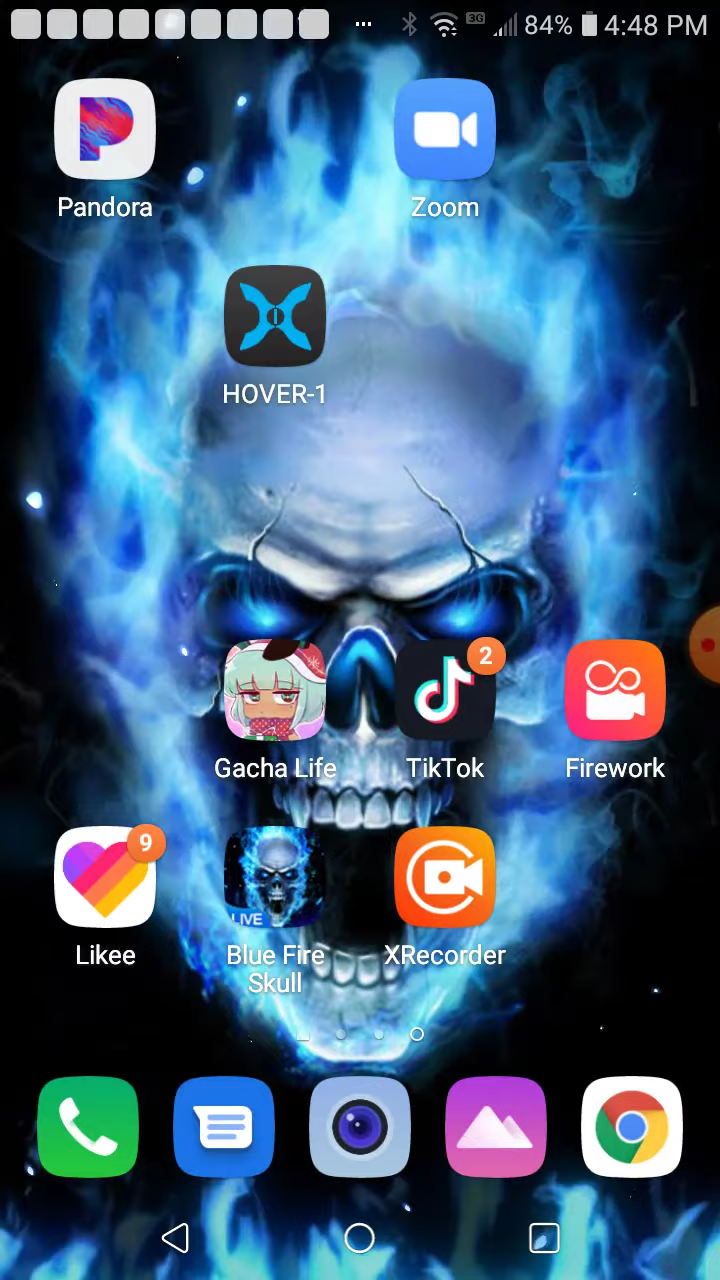 3G
84%
4:48 PM
Pandora
Zoom
HOVER-1
2
Gacha Life
TikTok
Firework
9
LIVE
Likee
Blue Fire
Skull
XRecorder